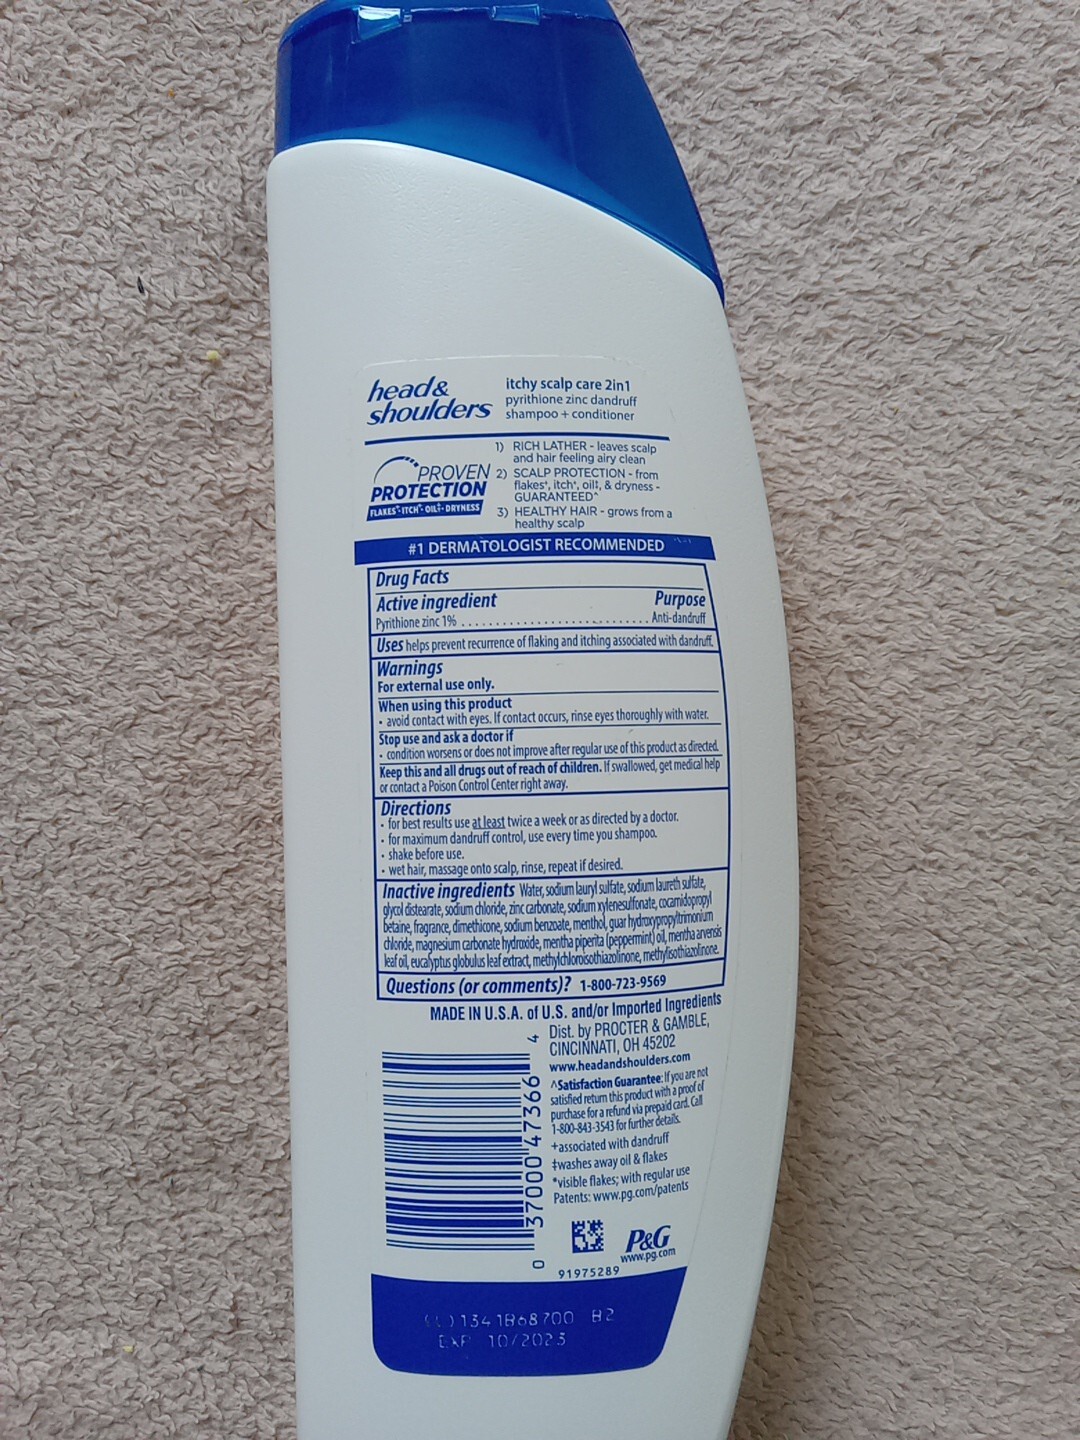 head&
shoulders
itchy scalp care 2in1
pyrithione zinc dandruff
shampoo + conditioner
PROVEN
PROTECTION
FLAKES*·ITCH⁺·OIL‡·DRYNESS
1) RICH LATHER - leaves scalp
and hair feeling airy clean
2) SCALP PROTECTION - from
flakes*, itch⁺, oil‡, & dryness -
GUARANTEED^
3) HEALTHY HAIR - grows from a
healthy scalp
#1 DERMATOLOGIST RECOMMENDED
Drug Facts
Active ingredient Purpose
Pyrithione zinc 1% ............................. Anti-dandruff
Uses helps prevent recurrence of flaking and itching associated with dandruff.
Warnings
For external use only.
When using this product
• avoid contact with eyes. If contact occurs, rinse eyes thoroughly with water.
Stop use and ask a doctor if
• condition worsens or does not improve after regular use of this product as directed.
Keep this and all drugs out of reach of children. If swallowed, get medical help
or contact a Poison Control Center right away.
Directions
• for best results use at least twice a week or as directed by a doctor.
• for maximum dandruff control, use every time you shampoo.
• shake before use.
• wet hair, massage onto scalp, rinse, repeat if desired.
Inactive ingredients Water, sodium lauryl sulfate, sodium laureth sulfate,
glycol distearate, sodium chloride, zinc carbonate, sodium xylenesulfonate, cocamidopropyl
betaine, fragrance, dimethicone, sodium benzoate, menthol, guar hydroxypropyltrimonium
chloride, magnesium carbonate hydroxide, mentha piperita (peppermint) oil, mentha arvensis
leaf oil, eucalyptus globulus leaf extract, methylchloroisothiazolinone, methylisothiazolinone.
Questions (or comments)? 1-800-723-9569
MADE IN U.S.A. of U.S. and/or Imported Ingredients
Dist. by PROCTER & GAMBLE,
CINCINNATI, OH 45202
www.headandshoulders.com
^Satisfaction Guarantee: If you are not
satisfied return this product with a proof of
purchase for a refund via prepaid card. Call
1-800-843-3543 for further details.
+associated with dandruff
‡washes away oil & flakes
*visible flakes; with regular use
Patents: www.pg.com/patents
0 37000 47366 4
P&G
www.pg.com
91975289
1341B68700 B2
EXP 10/2023